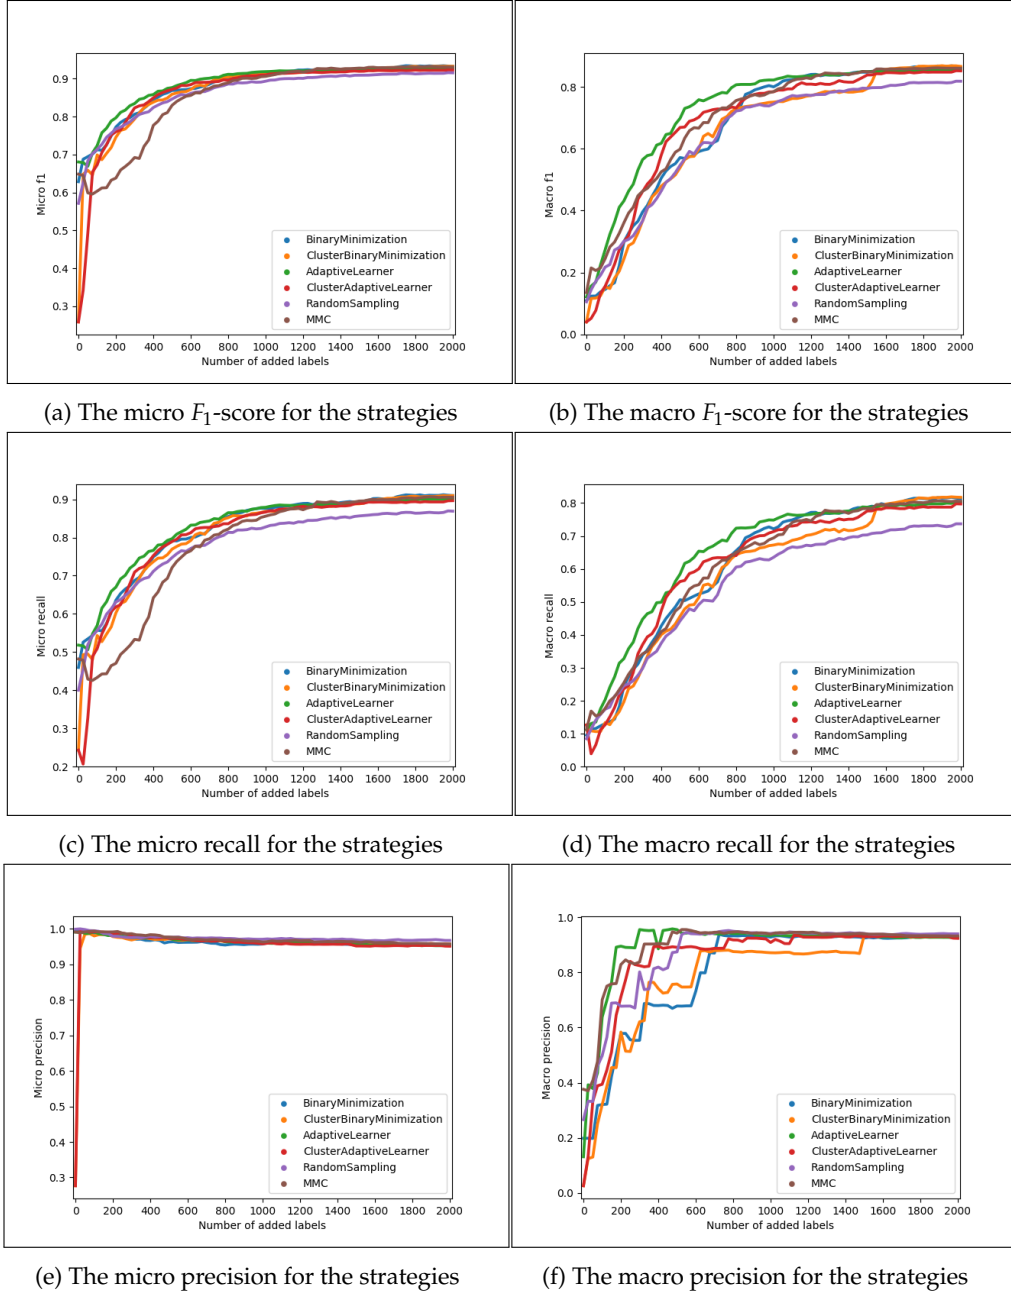 0.9
0.8
0.7
0.6
0.5
0.4
0.3
Micro f1
BinaryMinimization
ClusterBinaryMinimization
AdaptiveLearner
ClusterAdaptiveLearner
RandomSampling
MMC
0 200 400 600 800 1000 1200 1400 1600 1800 2000
Number of added labels
(a) The micro F1-score for the strategies
0.8
0.6
0.4
0.2
0.0
Macro f1
BinaryMinimization
ClusterBinaryMinimization
AdaptiveLearner
ClusterAdaptiveLearner
RandomSampling
MMC
0 200 400 600 800 1000 1200 1400 1600 1800 2000
Number of added labels
(b) The macro F1-score for the strategies
0.9
0.8
0.7
0.6
0.5
0.4
0.3
0.2
Micro recall
BinaryMinimization
ClusterBinaryMinimization
AdaptiveLearner
ClusterAdaptiveLearner
RandomSampling
MMC
0 200 400 600 800 1000 1200 1400 1600 1800 2000
Number of added labels
(c) The micro recall for the strategies
0.8
0.7
0.6
0.5
0.4
0.3
0.2
0.1
0.0
Macro recall
BinaryMinimization
ClusterBinaryMinimization
AdaptiveLearner
ClusterAdaptiveLearner
RandomSampling
MMC
0 200 400 600 800 1000 1200 1400 1600 1800 2000
Number of added labels
(d) The macro recall for the strategies
1.0
0.9
0.8
0.7
0.6
0.5
0.4
0.3
Micro precision
BinaryMinimization
ClusterBinaryMinimization
AdaptiveLearner
ClusterAdaptiveLearner
RandomSampling
MMC
0 200 400 600 800 1000 1200 1400 1600 1800 2000
Number of added labels
(e) The micro precision for the strategies
1.0
0.8
0.6
0.4
0.2
0.0
Macro precision
BinaryMinimization
ClusterBinaryMinimization
AdaptiveLearner
ClusterAdaptiveLearner
RandomSampling
MMC
0 200 400 600 800 1000 1200 1400 1600 1800 2000
Number of added labels
(f) The macro precision for the strategies